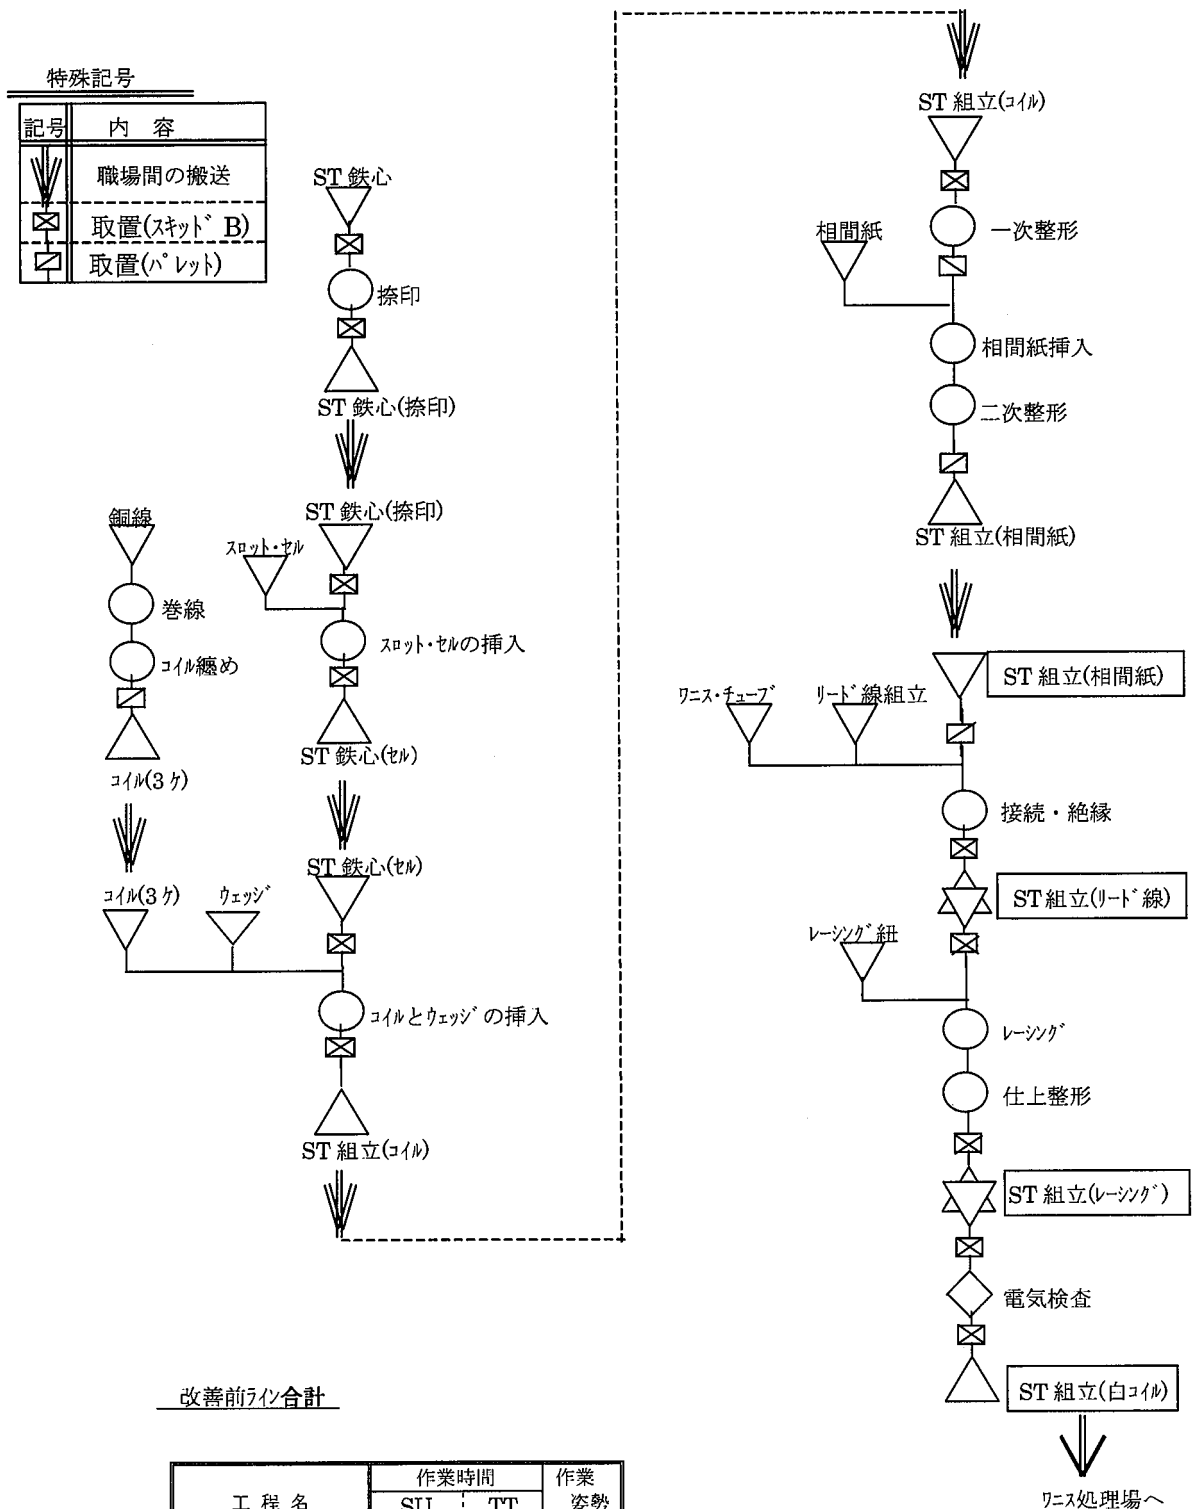 特殊記号
記号 内 容
職場間の搬送
取置(スキッド B)
取置(パレット)
ST 鉄心
捺印
ST 鉄心(捺印)
ST 鉄心(捺印)
スロット・セル
スロット・セルの挿入
ST 鉄心(セル)
銅線
巻線
コイル纏め
コイル(3ケ)
コイル(3ケ)
ウェッジ
ST 鉄心(セル)
コイルとウェッジの挿入
ST 組立(コイル)
ST 組立(コイル)
一次整形
相間紙
相間紙挿入
二次整形
ST 組立(相間紙)
ST 組立(相間紙)
ワニス・チューブ
リード線組立
接続・絶縁
ST 組立(リード線)
レーシング紐
レーシング
仕上整形
ST 組立(レーシング)
電気検査
ST 組立(白コイル)
ワニス処理場へ
改善前ライン合計
工 程 名
作業時間
SU
TT
作業
姿勢